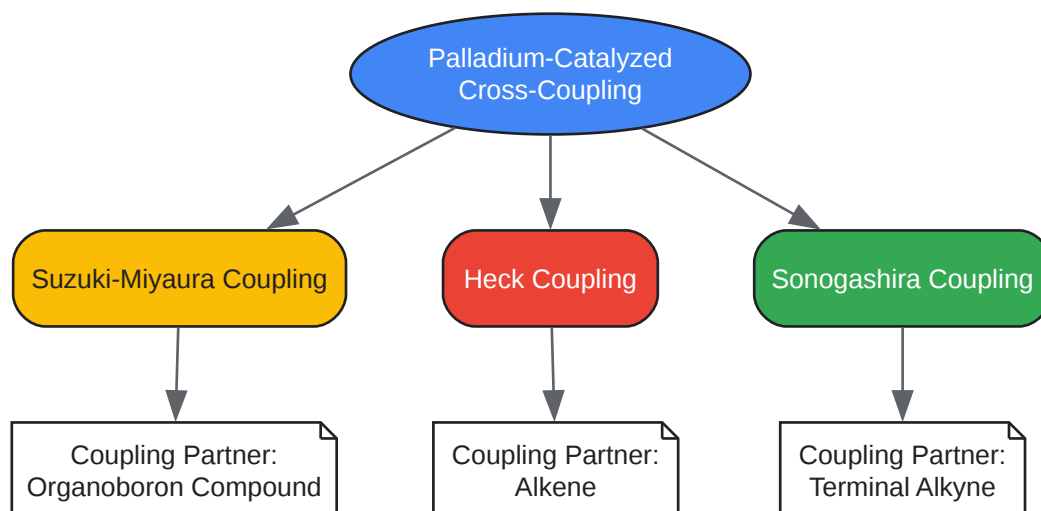 Palladium-Catalyzed
Cross-Coupling
Suzuki-Miyaura Coupling
Heck Coupling
Sonogashira Coupling
Coupling Partner:
Organoboron Compound
Coupling Partner:
Alkene
Coupling Partner:
Terminal Alkyne